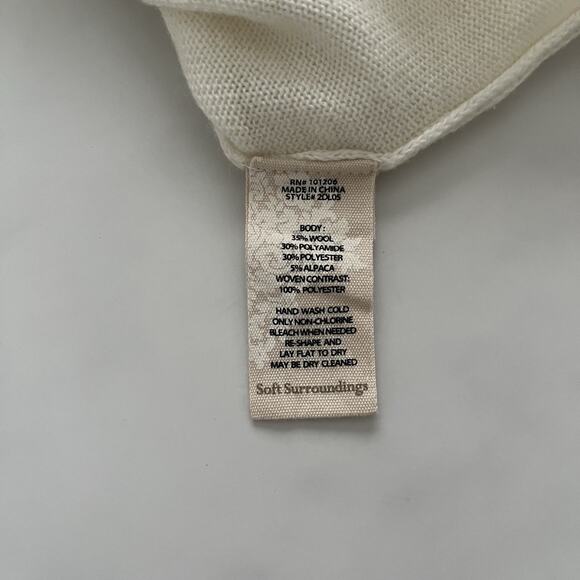 RN# 101206
MADE IN CHINA
STYLE# 2DL05
BODY :
35% WOOL
30% POLYAMIDE
30% POLYESTER
5% ALPACA
WOVEN CONTRAST:
100% POLYESTER
HAND WASH COLD
ONLY NON-CHLORINE
BLEACH WHEN NEEDED
RE-SHAPE AND
LAY FLAT TO DRY
MAY BE DRY CLEANED
Soft Surroundings